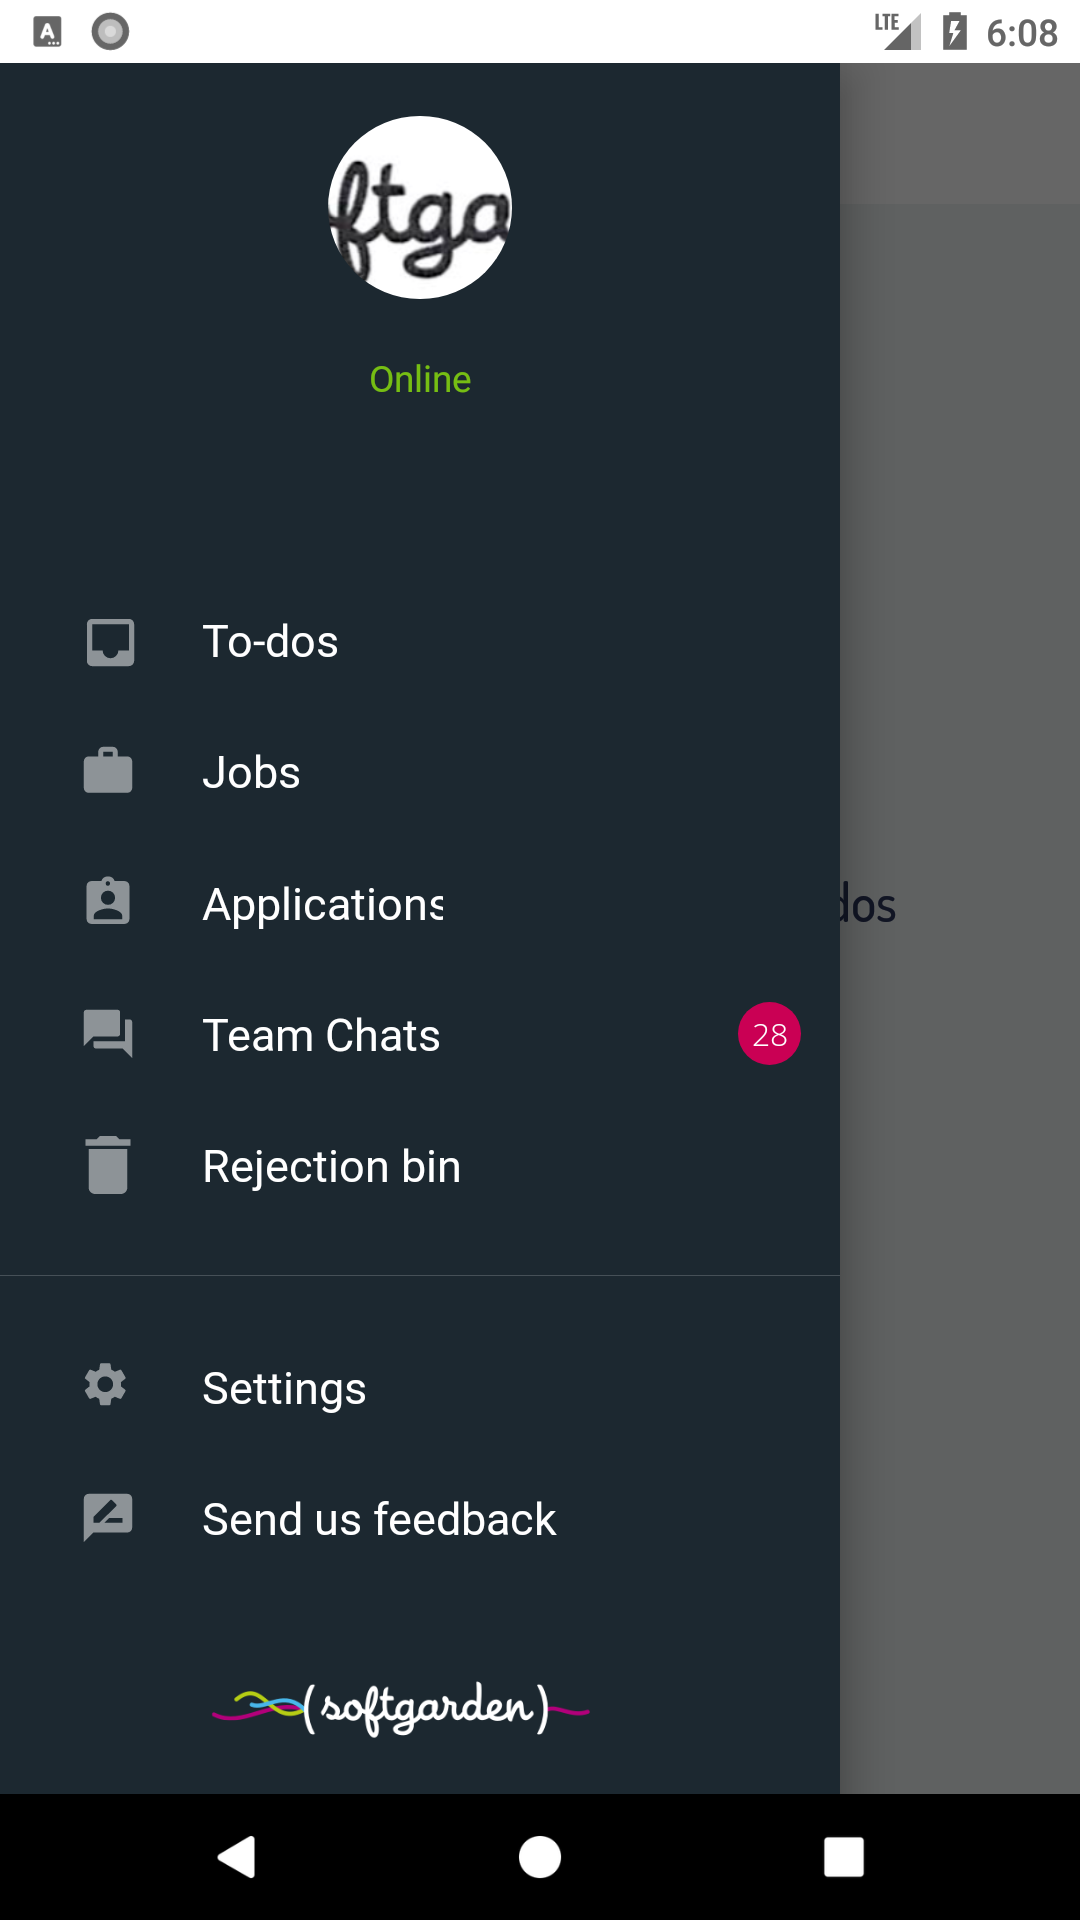 LTE 6:08
ftga
Online
To-dos
Jobs
Applications
dos
Team Chats 28
Rejection bin
Settings
Send us feedback
(softgarden)